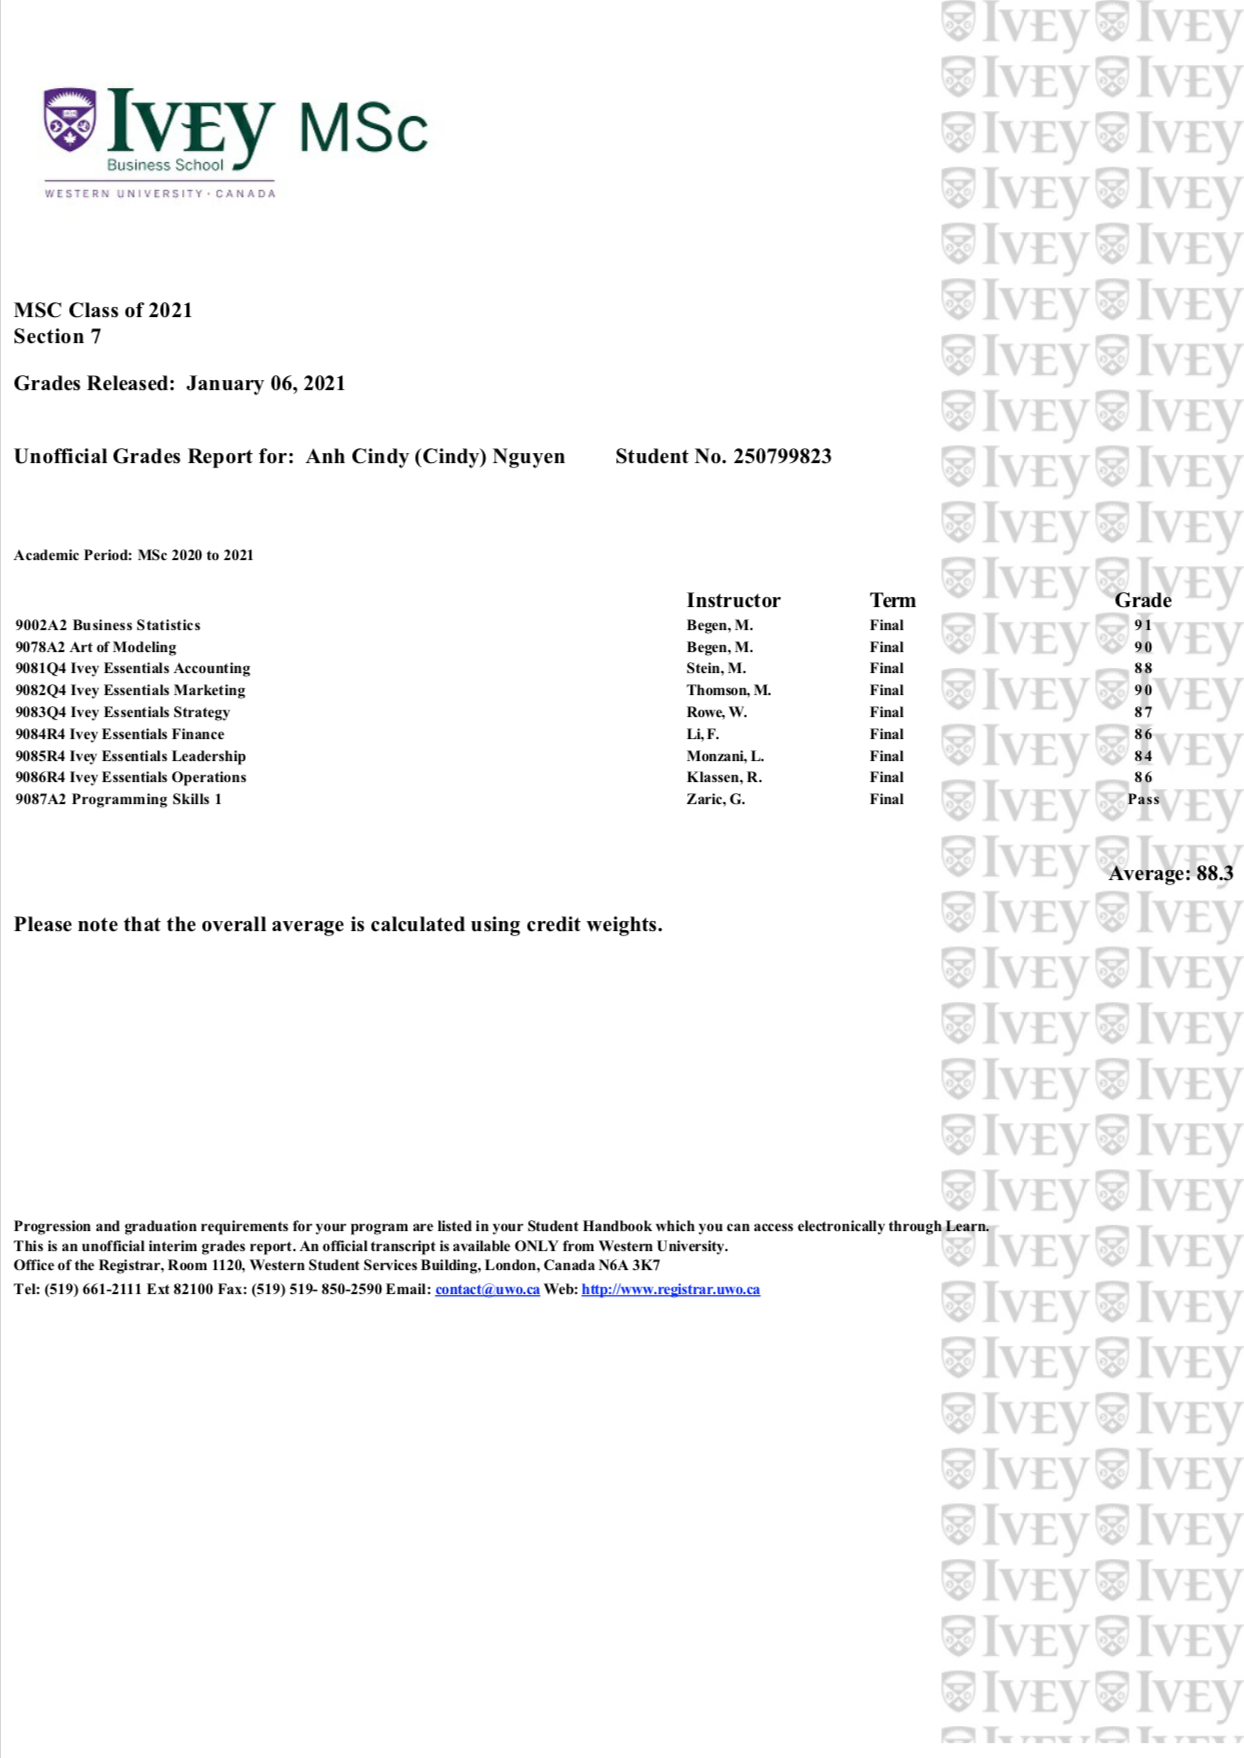 IVEY MSc
Business School
WESTERN UNIVERSITY · CANADA
MSC Class of 2021
Section 7
Grades Released: January 06, 2021
Unofficial Grades Report for: Anh Cindy (Cindy) Nguyen Student No. 250799823
Academic Period: MSc 2020 to 2021
Instructor Term Grade
9002A2 Business Statistics Begen, M. Final 91
9078A2 Art of Modeling Begen, M. Final 90
9081Q4 Ivey Essentials Accounting Stein, M. Final 88
9082Q4 Ivey Essentials Marketing Thomson, M. Final 90
9083Q4 Ivey Essentials Strategy Rowe, W. Final 87
9084R4 Ivey Essentials Finance Li, F. Final 86
9085R4 Ivey Essentials Leadership Monzani, L. Final 84
9086R4 Ivey Essentials Operations Klassen, R. Final 86
9087A2 Programming Skills 1 Zaric, G. Final Pass
Average: 88.3
Please note that the overall average is calculated using credit weights.
Progression and graduation requirements for your program are listed in your Student Handbook which you can access electronically through Learn.
This is an unofficial interim grades report. An official transcript is available ONLY from Western University.
Office of the Registrar, Room 1120, Western Student Services Building, London, Canada N6A 3K7
Tel: (519) 661-2111 Ext 82100 Fax: (519) 519- 850-2590 Email: contact@uwo.ca Web: http://www.registrar.uwo.ca